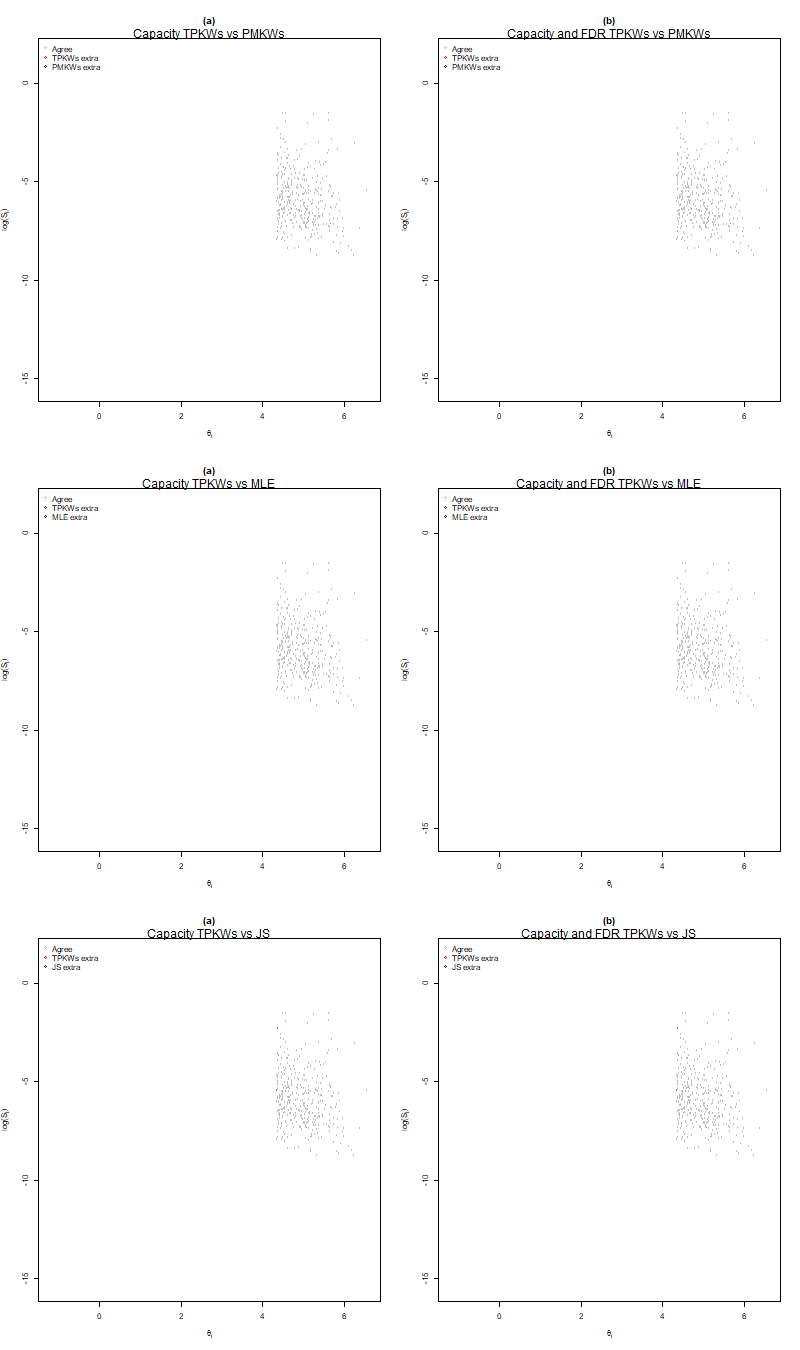 (a)
Capacity TPKWs vs PMKWs
Agree
TPKWs extra
PMKWs extra
0
-5
-10
-15
log(Sᵢ)
0 2 4 6
θᵢ
(b)
Capacity and FDR TPKWs vs PMKWs
Agree
TPKWs extra
PMKWs extra
0
-5
-10
-15
log(Sᵢ)
0 2 4 6
θᵢ
(a)
Capacity TPKWs vs MLE
Agree
TPKWs extra
MLE extra
0
-5
-10
-15
log(Sᵢ)
0 2 4 6
θᵢ
(b)
Capacity and FDR TPKWs vs MLE
Agree
TPKWs extra
MLE extra
0
-5
-10
-15
log(Sᵢ)
0 2 4 6
θᵢ
(a)
Capacity TPKWs vs JS
Agree
TPKWs extra
JS extra
0
-5
-10
-15
log(Sᵢ)
0 2 4 6
θᵢ
(b)
Capacity and FDR TPKWs vs JS
Agree
TPKWs extra
JS extra
0
-5
-10
-15
log(Sᵢ)
0 2 4 6
θᵢ